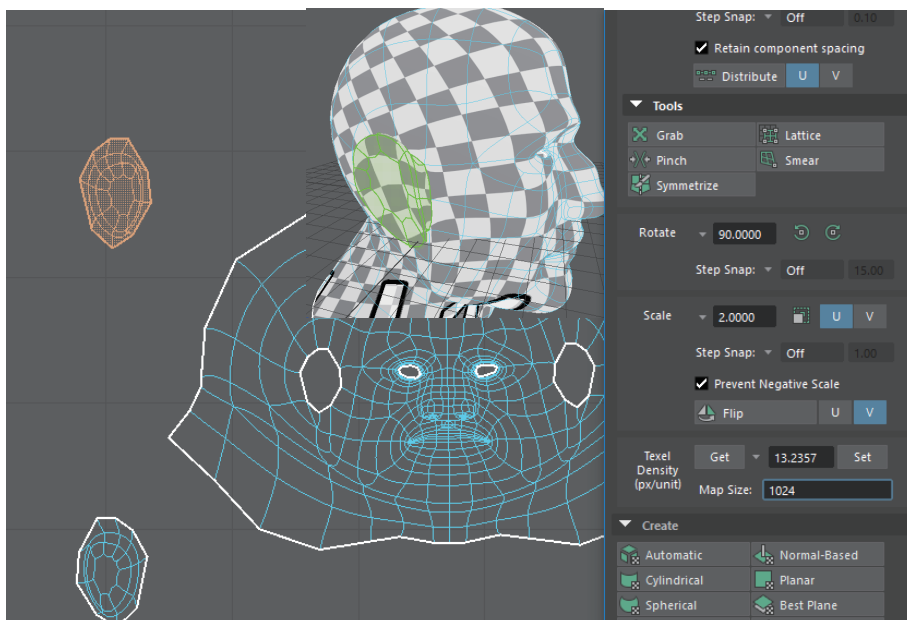 Step Snap: Off 0.10
Retain component spacing
Distribute U V
Tools
Grab Lattice
Pinch Smear
Symmetrize
Rotate 90.0000
Step Snap: Off 15.00
Scale 2.0000 U V
Step Snap: Off 1.00
Prevent Negative Scale
Flip U V
Texel
Density
(px/unit)
Get 13.2357 Set
Map Size: 1024
Create
Automatic Normal-Based
Cylindrical Planar
Spherical Best Plane